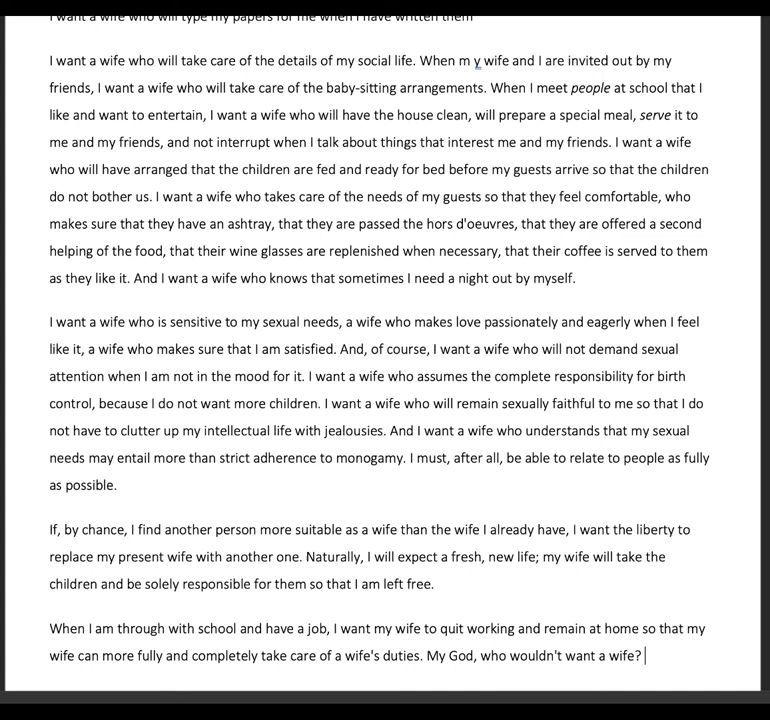 I want a wife who will type my papers for me when I have written them
I want a wife who will take care of the details of my social life. When m y wife and I are invited out by my
friends, I want a wife who will take care of the baby-sitting arrangements. When I meet people at school that I
like and want to entertain, I want a wife who will have the house clean, will prepare a special meal, serve it to
me and my friends, and not interrupt when I talk about things that interest me and my friends. I want a wife
who will have arranged that the children are fed and ready for bed before my guests arrive so that the children
do not bother us. I want a wife who takes care of the needs of my guests so that they feel comfortable, who
makes sure that they have an ashtray, that they are passed the hors d'oeuvres, that they are offered a second
helping of the food, that their wine glasses are replenished when necessary, that their coffee is served to them
as they like it. And I want a wife who knows that sometimes I need a night out by myself.
I want a wife who is sensitive to my sexual needs, a wife who makes love passionately and eagerly when I feel
like it, a wife who makes sure that I am satisfied. And, of course, I want a wife who will not demand sexual
attention when I am not in the mood for it. I want a wife who assumes the complete responsibility for birth
control, because I do not want more children. I want a wife who will remain sexually faithful to me so that I do
not have to clutter up my intellectual life with jealousies. And I want a wife who understands that my sexual
needs may entail more than strict adherence to monogamy. I must, after all, be able to relate to people as fully
as possible.
If, by chance, I find another person more suitable as a wife than the wife I already have, I want the liberty to
replace my present wife with another one. Naturally, I will expect a fresh, new life; my wife will take the
children and be solely responsible for them so that I am left free.
When I am through with school and have a job, I want my wife to quit working and remain at home so that my
wife can more fully and completely take care of a wife's duties. My God, who wouldn't want a wife?